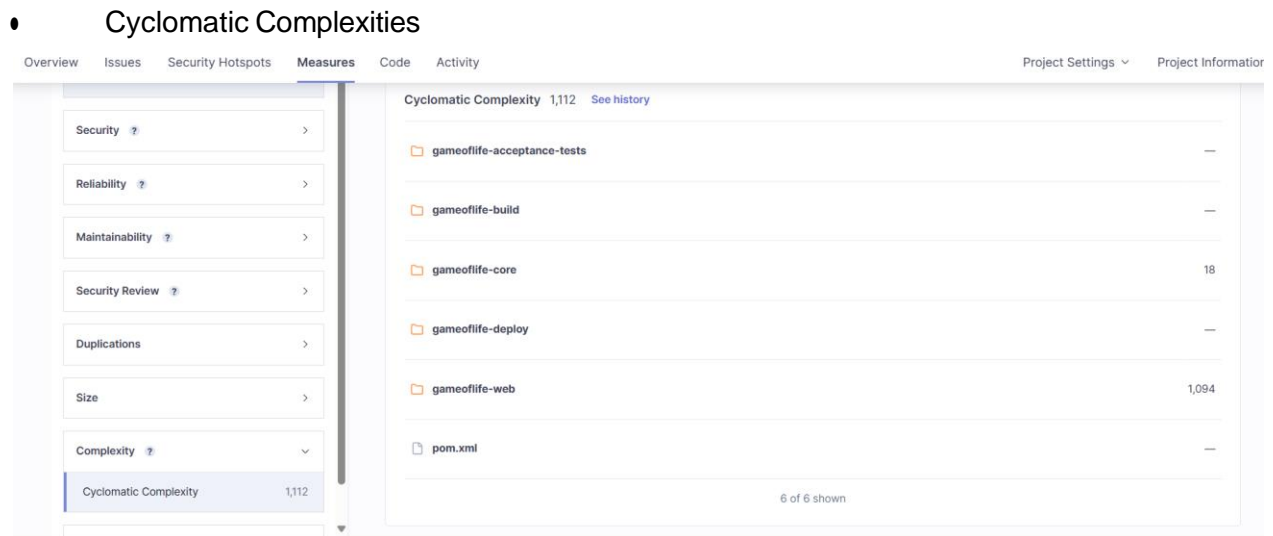 • Cyclomatic Complexities
Overview Issues Security Hotspots Measures Code Activity Project Settings Project Information
Cyclomatic Complexity 1,112 See history
Security ?
gameoflife-acceptance-tests —
Reliability ?
gameoflife-build —
Maintainability ?
gameoflife-core 18
Security Review ?
gameoflife-deploy —
Duplications
gameoflife-web 1,094
Size
Complexity ?
pom.xml —
Cyclomatic Complexity 1,112
6 of 6 shown